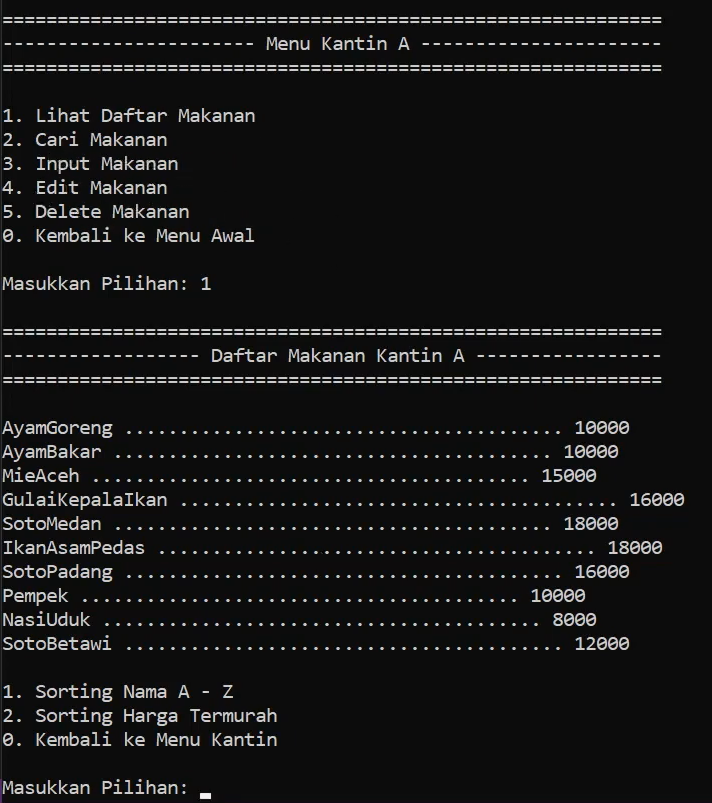 ============================================================
----------------------- Menu Kantin A ----------------------
============================================================
1. Lihat Daftar Makanan
2. Cari Makanan
3. Input Makanan
4. Edit Makanan
5. Delete Makanan
0. Kembali ke Menu Awal
Masukkan Pilihan: 1
============================================================
------------------ Daftar Makanan Kantin A -----------------
============================================================
AyamGoreng ........................................ 10000
AyamBakar ........................................ 10000
MieAceh ........................................ 15000
GulaiKepalaIkan ........................................ 16000
SotoMedan ........................................ 18000
IkanAsamPedas ........................................ 18000
SotoPadang ........................................ 16000
Pempek ........................................ 10000
NasiUduk ........................................ 8000
SotoBetawi ........................................ 12000
1. Sorting Nama A - Z
2. Sorting Harga Termurah
0. Kembali ke Menu Kantin
Masukkan Pilihan: _